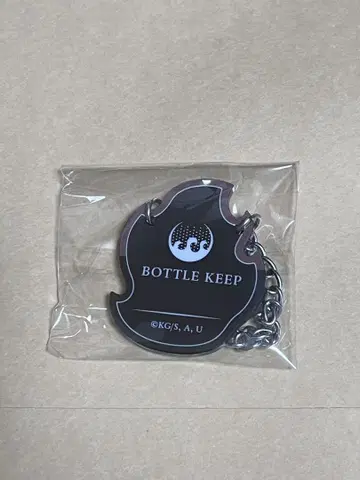 BOTTLE KEEP
©KG/S, A, U